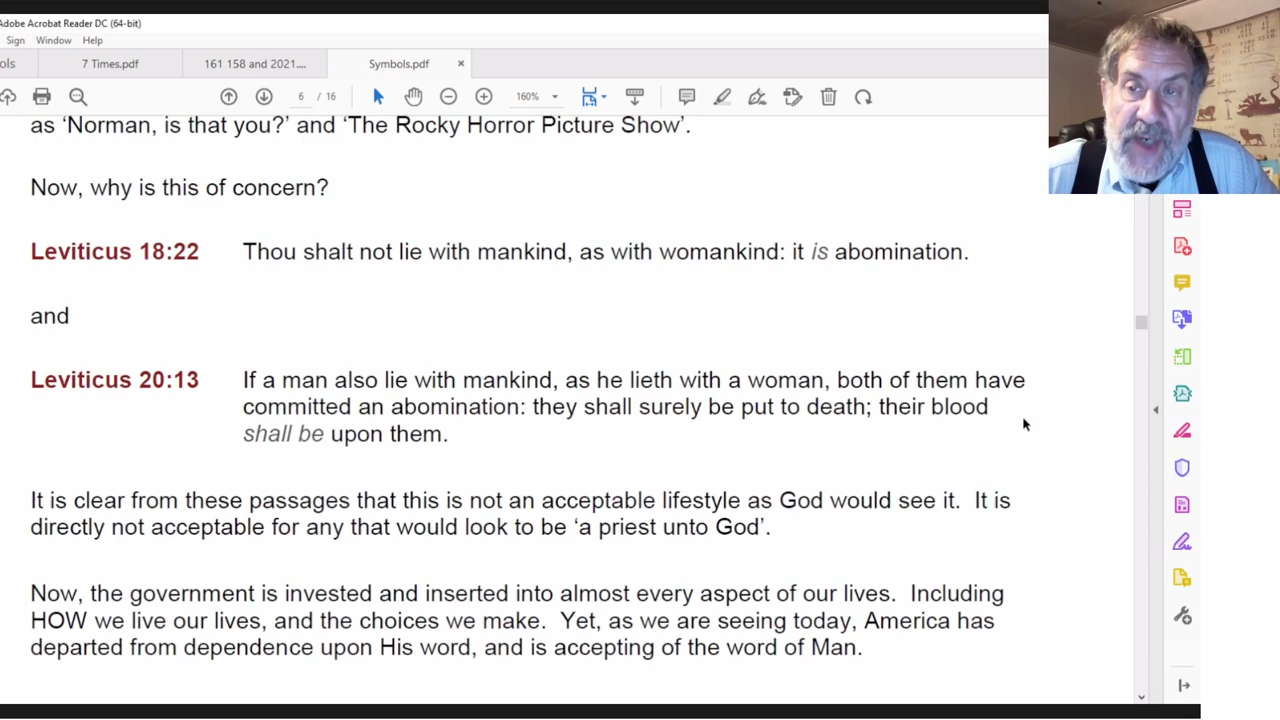 Adobe Acrobat Reader DC (64-bit)
Sign Window Help
ols 7 Times.pdf 161 158 and 2021.... Symbols.pdf ×
6 / 16 160%
as ‘Norman, is that you?’ and ‘The Rocky Horror Picture Show’.
Now, why is this of concern?
Leviticus 18:22 Thou shalt not lie with mankind, as with womankind: it is abomination.
and
Leviticus 20:13 If a man also lie with mankind, as he lieth with a woman, both of them have
committed an abomination: they shall surely be put to death; their blood
shall be upon them.
It is clear from these passages that this is not an acceptable lifestyle as God would see it. It is
directly not acceptable for any that would look to be ‘a priest unto God’.
Now, the government is invested and inserted into almost every aspect of our lives. Including
HOW we live our lives, and the choices we make. Yet, as we are seeing today, America has
departed from dependence upon His word, and is accepting of the word of Man.